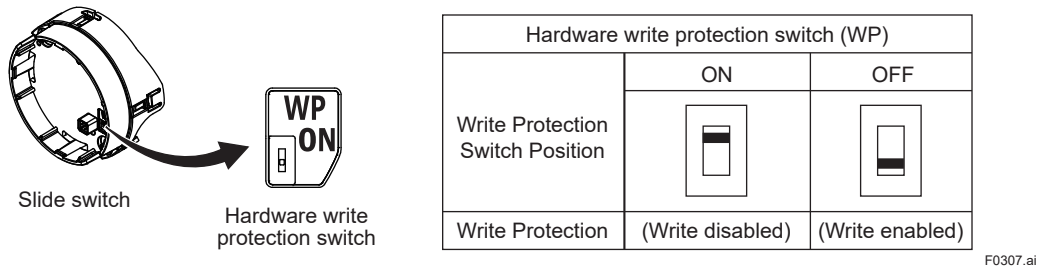 WP
ON
Slide switch
Hardware write
protection switch
Hardware write protection switch (WP)
ON OFF
Write Protection
Switch Position
Write Protection (Write disabled) (Write enabled)
F0307.ai